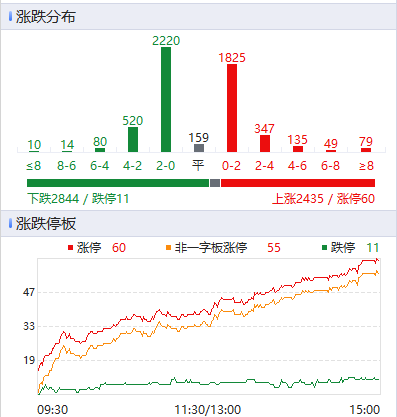 涨跌分布
10 14 80 520 2220 159 1825 347 135 49 79
≤8 8-6 6-4 4-2 2-0 平 0-2 2-4 4-6 6-8 ≥8
下跌2844 / 跌停11 上涨2435 / 涨停60
涨跌停板
涨停 60 非一字板涨停 55 跌停 11
47
33
19
09:30 11:30/13:00 15:00